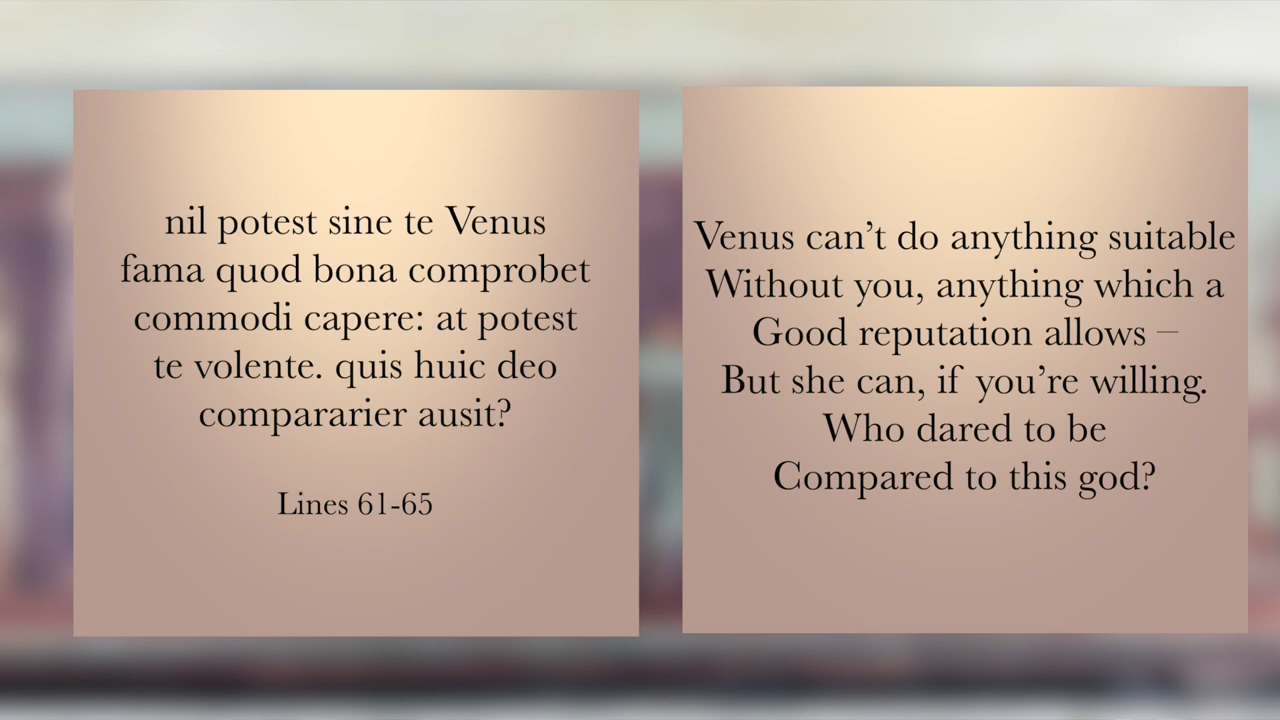 nil potest sine te Venus
fama quod bona comprobet
commodi capere: at potest
te volente. quis huic deo
compararier ausit?
Lines 61-65
Venus can't do anything suitable
Without you, anything which a
Good reputation allows –
But she can, if you're willing.
Who dared to be
Compared to this god?